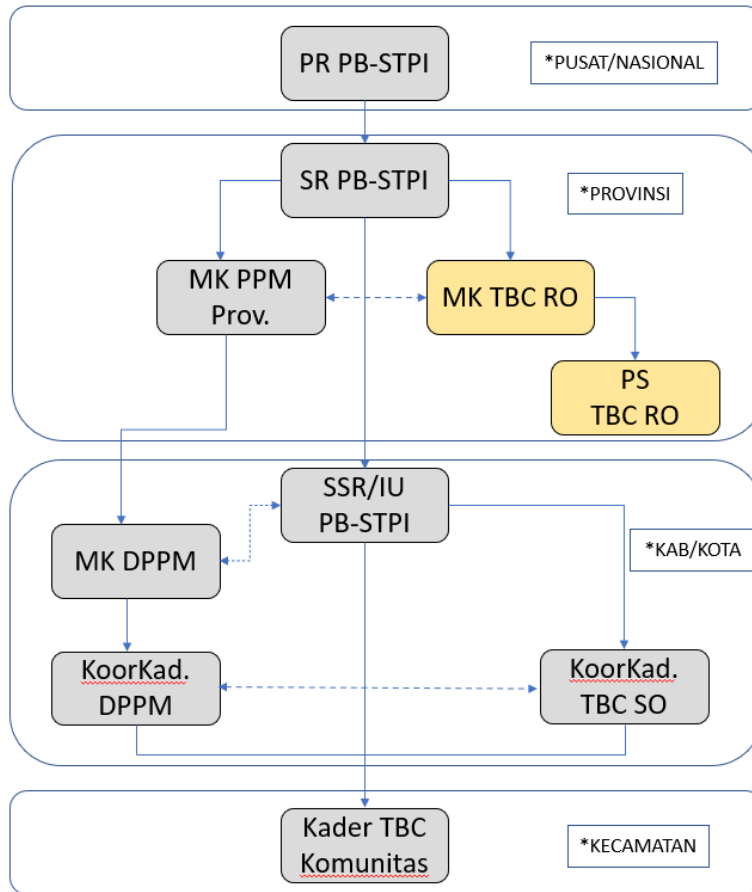 PR PB-STPI
*PUSAT/NASIONAL
SR PB-STPI
*PROVINSI
MK PPM
Prov.
MK TBC RO
PS
TBC RO
SSR/IU
PB-STPI
*KAB/KOTA
MK DPPM
KoorKad.
DPPM
KoorKad.
TBC SO
Kader TBC
Komunitas
*KECAMATAN